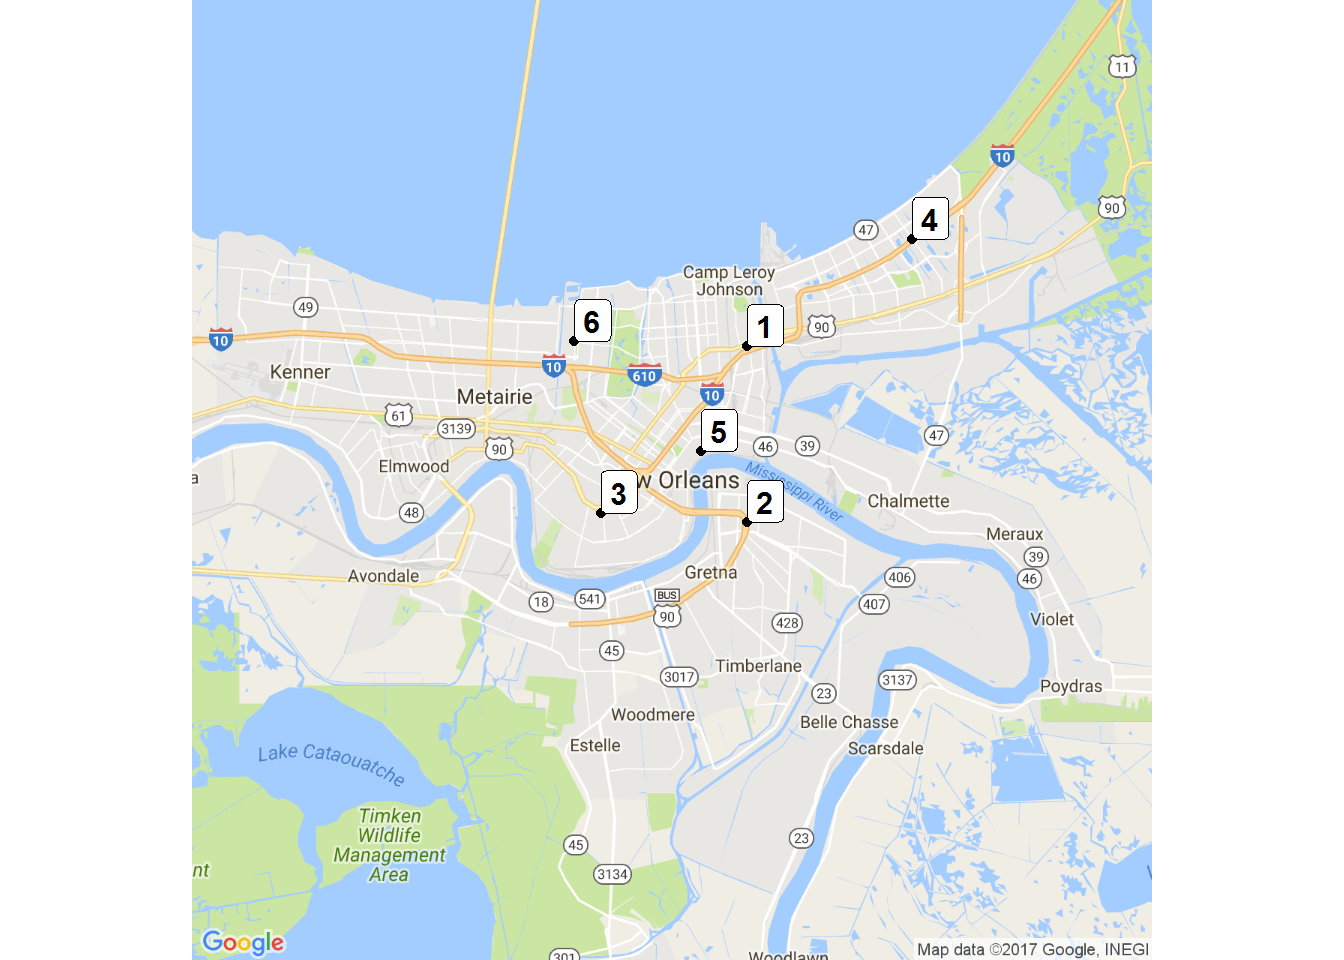 11
10
90
4
47
Camp Leroy
Johnson
49
6
1
90
10
10
610
Kenner
Metairie
10
61
3139
5
47
90
46
39
Elmwood
a
3
w Orleans
Mississippi River
2
Chalmette
48
Meraux
39
Avondale
Gretna
406
46
18
541
BUS
407
90
428
Violet
45
Timberlane
3017
3137
Poydras
23
Woodmere
Belle Chasse
Estelle
Scarsdale
Lake Cataouatche
Timken
Wildlife
Management
Area
45
23
nt
3134
Google
301
Woodlawn
Map data ©2017 Google, INEGI